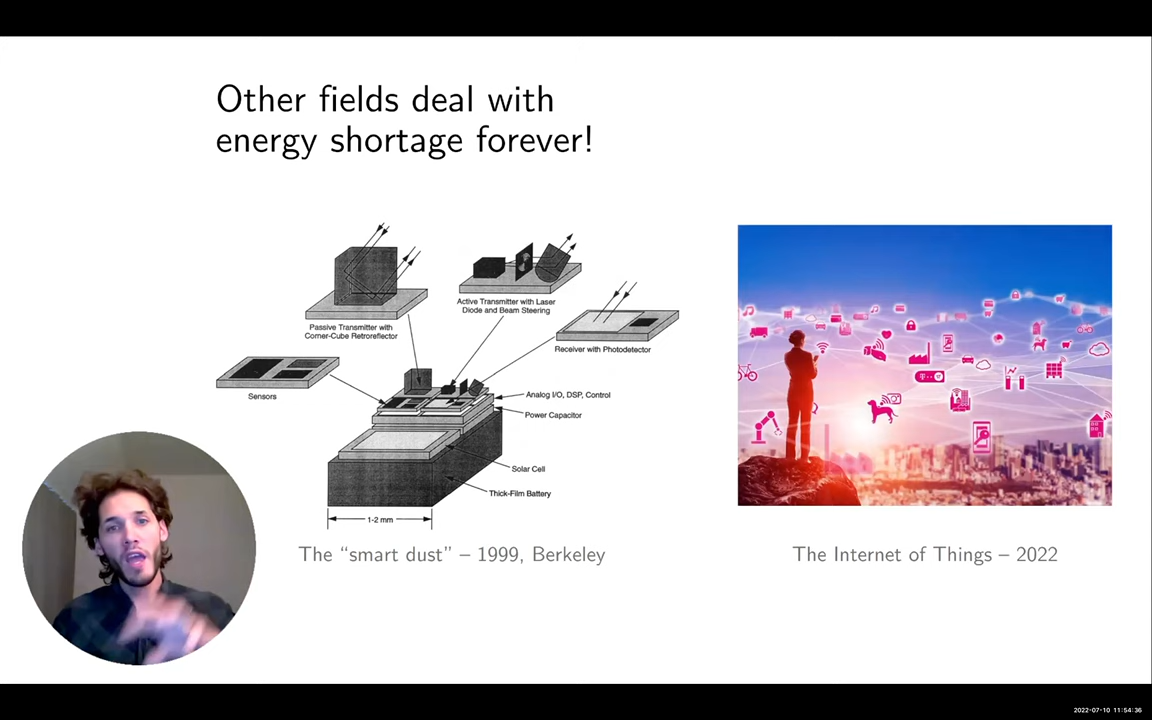 Other fields deal with
energy shortage forever!
Passive Transmitter with
Corner-Cube Retroreflector
Active Transmitter with Laser
Diode and Beam Steering
Receiver with Photodetector
Sensors
Analog I/O, DSP, Control
Power Capacitor
Solar Cell
Thick-Film Battery
1-2 mm
The “smart dust” – 1999, Berkeley
The Internet of Things – 2022
2022-07-10 11:54:36